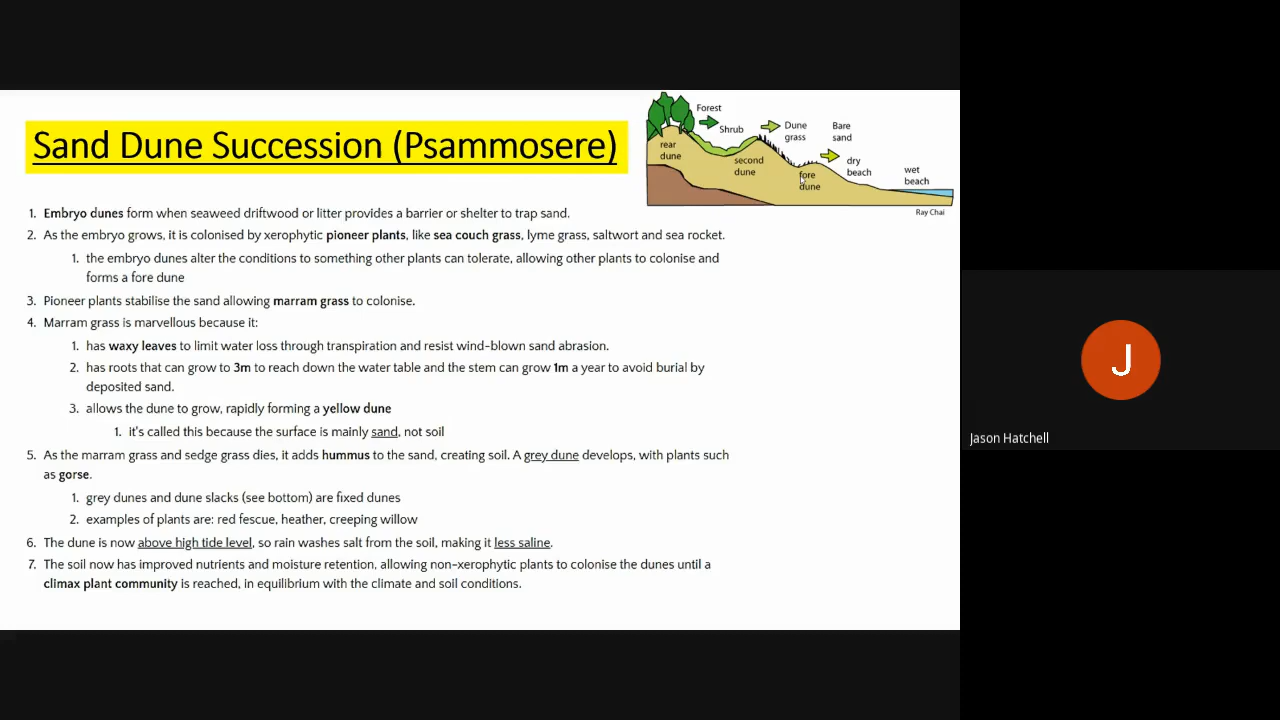 Sand Dune Succession (Psammosere)
Forest
Shrub
Dune
grass
Bare
sand
rear
dune
second
dune
fore
dune
dry
beach
wet
beach
Ray Chai
1. Embryo dunes form when seaweed driftwood or litter provides a barrier or shelter to trap sand.
2. As the embryo grows, it is colonised by xerophytic pioneer plants, like sea couch grass, lyme grass, saltwort and sea rocket.
1. the embryo dunes alter the conditions to something other plants can tolerate, allowing other plants to colonise and
forms a fore dune
3. Pioneer plants stabilise the sand allowing marram grass to colonise.
4. Marram grass is marvellous because it:
1. has waxy leaves to limit water loss through transpiration and resist wind-blown sand abrasion.
2. has roots that can grow to 3m to reach down the water table and the stem can grow 1m a year to avoid burial by
deposited sand.
3. allows the dune to grow, rapidly forming a yellow dune
1. it's called this because the surface is mainly sand, not soil
5. As the marram grass and sedge grass dies, it adds hummus to the sand, creating soil. A grey dune develops, with plants such
as gorse.
1. grey dunes and dune slacks (see bottom) are fixed dunes
2. examples of plants are: red fescue, heather, creeping willow
6. The dune is now above high tide level, so rain washes salt from the soil, making it less saline.
7. The soil now has improved nutrients and moisture retention, allowing non-xerophytic plants to colonise the dunes until a
climax plant community is reached, in equilibrium with the climate and soil conditions.
J
Jason Hatchell